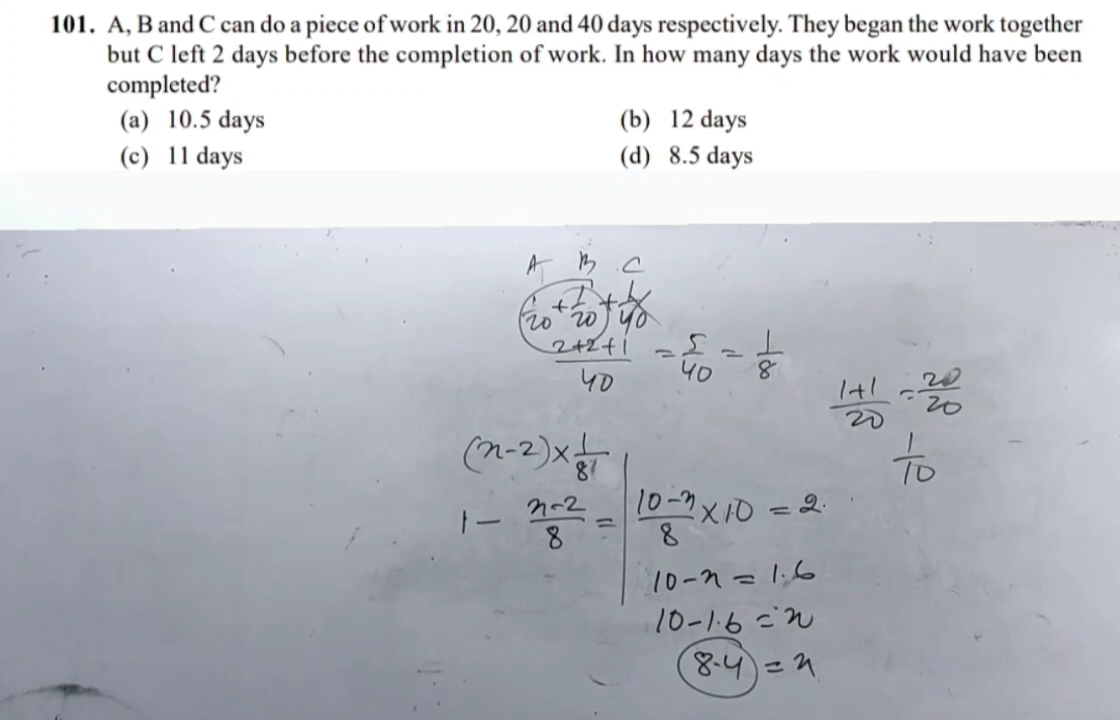 101. A, B and C can do a piece of work in 20, 20 and 40 days respectively. They began the work together
but C left 2 days before the completion of work. In how many days the work would have been
completed?
(a) 10.5 days (b) 12 days
(c) 11 days (d) 8.5 days
A B C
1/20 + 1/20 + 1/40
2+2+1/40 = 5/40 = 1/8
1+1/20 = 20/20
1/10
(n-2) × 1/8
1 - n-2/8 = 10-n/8 × 10 = 2.
10-n = 1.6
10-1.6 = n
8.4 = n